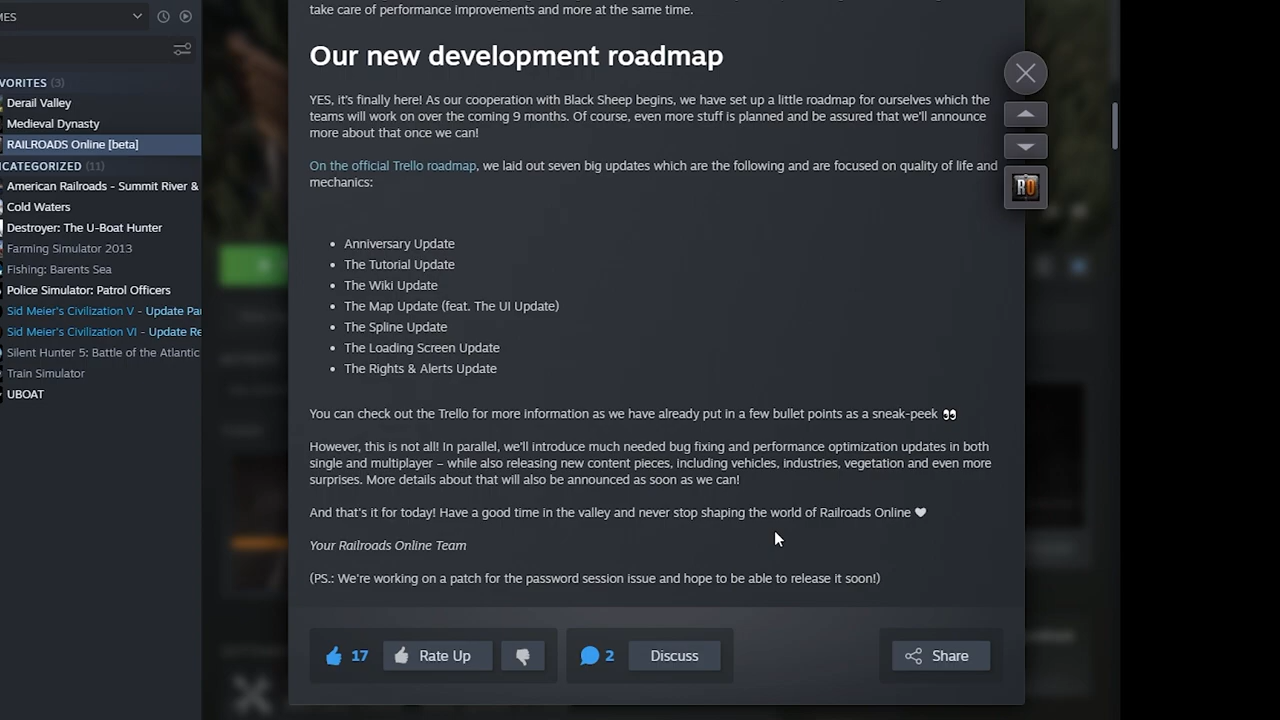 MES
VORITES (3)
Derail Valley
Medieval Dynasty
RAILROADS Online [beta]
CATEGORIZED (11)
American Railroads - Summit River &
Cold Waters
Destroyer: The U-Boat Hunter
Farming Simulator 2013
Fishing: Barents Sea
Police Simulator: Patrol Officers
Sid Meier's Civilization V - Update Pau
Sid Meier's Civilization VI - Update Re
Silent Hunter 5: Battle of the Atlantic
Train Simulator
UBOAT
take care of performance improvements and more at the same time.
Our new development roadmap
YES, it's finally here! As our cooperation with Black Sheep begins, we have set up a little roadmap for ourselves which the
teams will work on over the coming 9 months. Of course, even more stuff is planned and be assured that we'll announce
more about that once we can!
On the official Trello roadmap, we laid out seven big updates which are the following and are focused on quality of life and
mechanics:
• Anniversary Update
• The Tutorial Update
• The Wiki Update
• The Map Update (feat. The UI Update)
• The Spline Update
• The Loading Screen Update
• The Rights & Alerts Update
You can check out the Trello for more information as we have already put in a few bullet points as a sneak-peek 👀
However, this is not all! In parallel, we'll introduce much needed bug fixing and performance optimization updates in both
single and multiplayer – while also releasing new content pieces, including vehicles, industries, vegetation and even more
surprises. More details about that will also be announced as soon as we can!
And that's it for today! Have a good time in the valley and never stop shaping the world of Railroads Online ❤
Your Railroads Online Team
(PS.: We're working on a patch for the password session issue and hope to be able to release it soon!)
17
Rate Up
2
Discuss
Share
RO